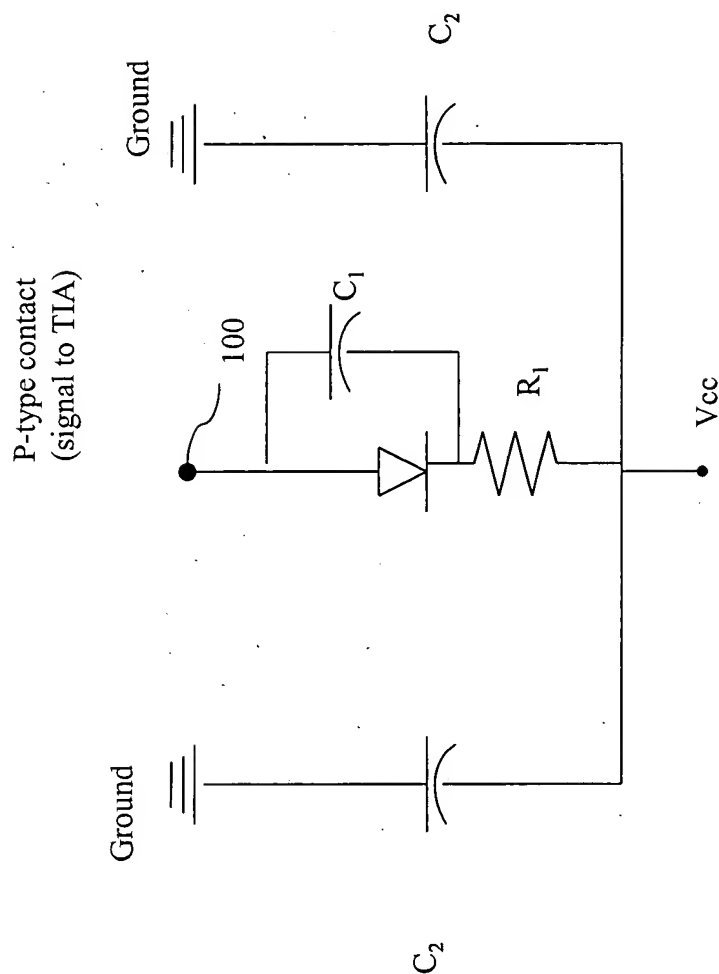 P-type contact
(signal to TIA)
Ground
Ground
100
C₁
C₂
C₂
R₁
Vcc